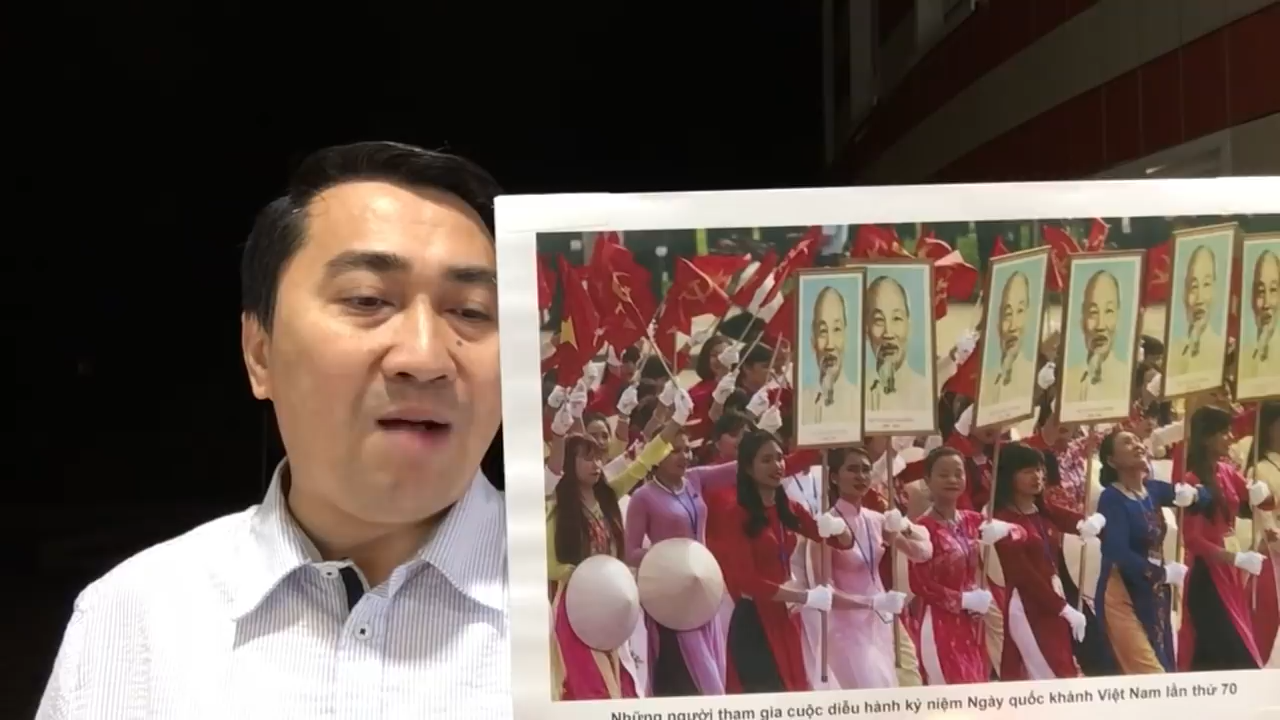 Những người tham gia cuộc diễu hành kỷ niệm Ngày quốc khánh Việt Nam lần thứ 70